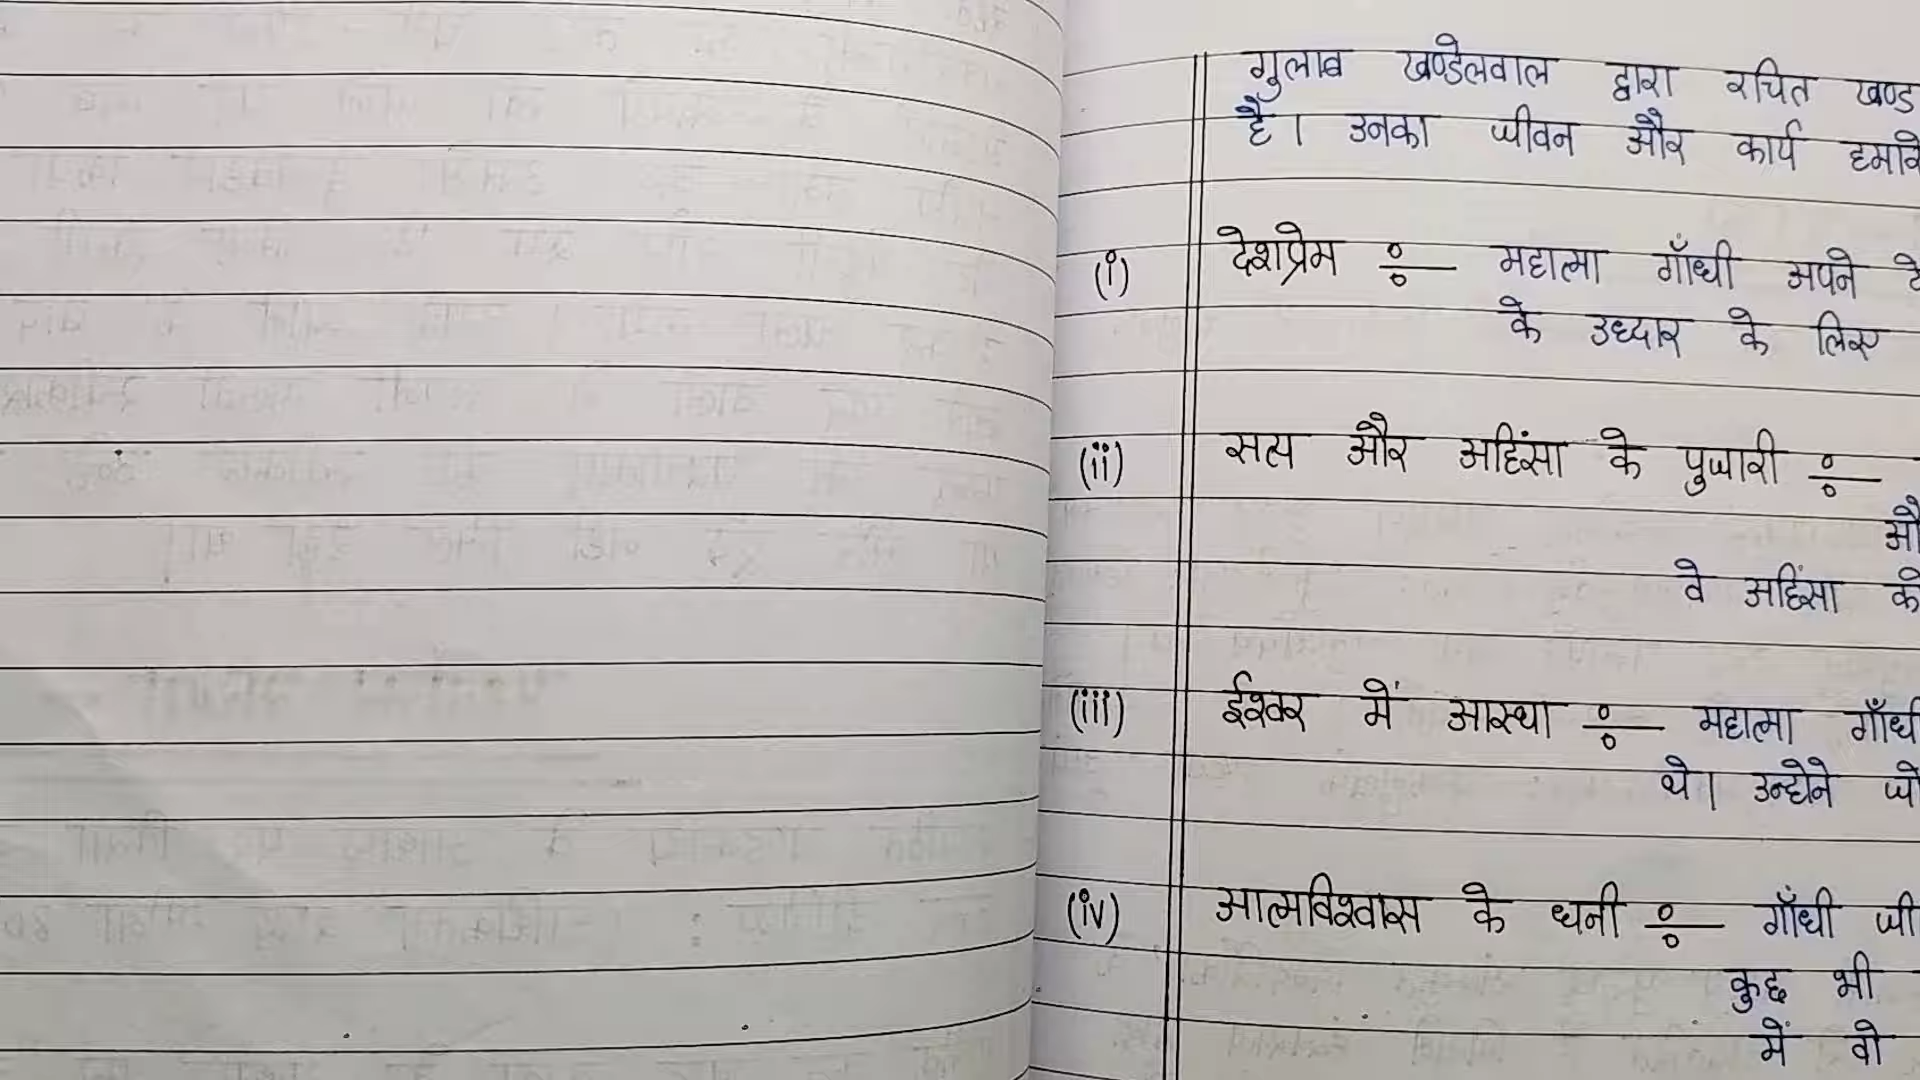 गुलाब खण्डेलवाल द्वारा रचित खण्ड
है। उनका जीवन और कार्य हमारे
(i) देशप्रेम ÷ महात्मा गाँधी अपने दे
के उध्दार के लिए
(ii) सत्य और अहिंसा के पुजारी ÷
औ
वे अहिंसा के
(iii) ईश्वर में आस्था ÷ महात्मा गाँधी
थे। उन्होने जो
(iv) आत्मविश्वास के धनी ÷ गाँधी जी
कुछ भी
में वो